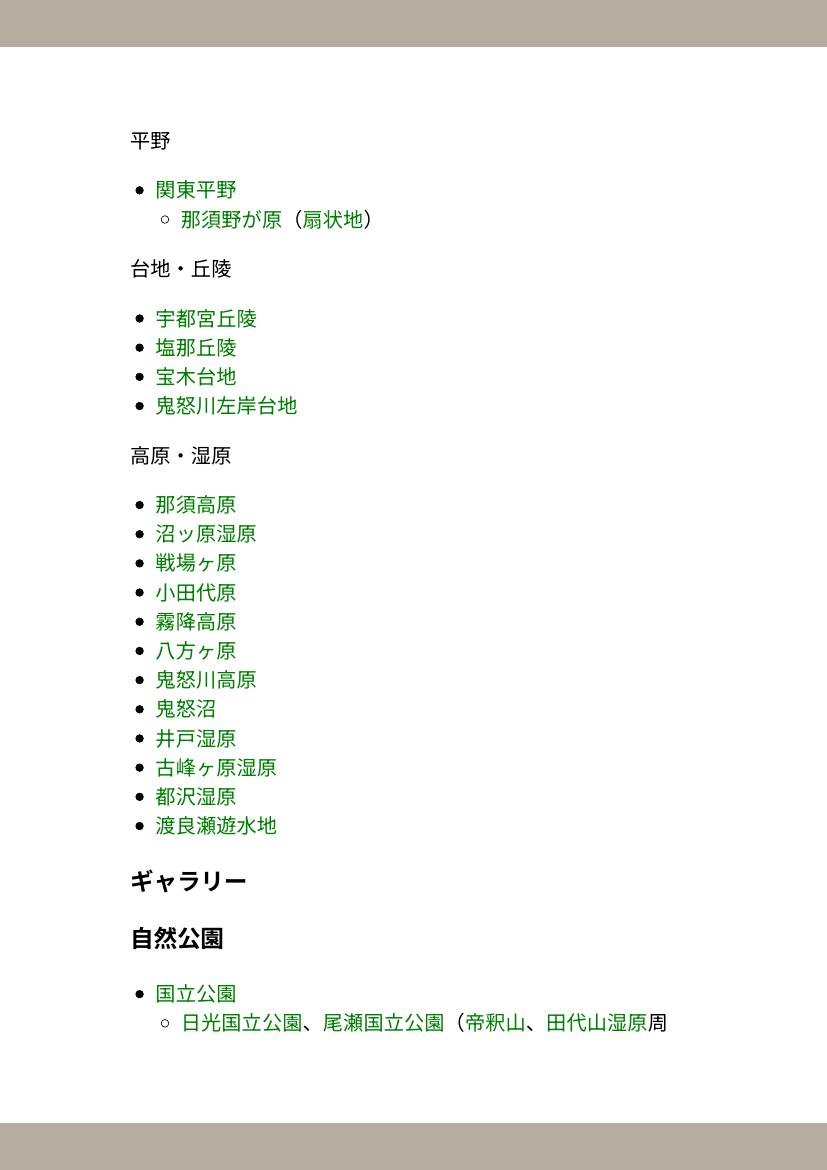 平野
関東平野
那須野が原（扇状地）
台地・丘陵
宇都宮丘陵
塩那丘陵
宝木台地
鬼怒川左岸台地
高原・湿原
那須高原
沼ッ原湿原
戦場ヶ原
小田代原
霧降高原
八方ヶ原
鬼怒川高原
鬼怒沼
井戸湿原
古峰ヶ原湿原
都沢湿原
渡良瀬遊水地
ギャラリー
自然公園
国立公園
日光国立公園、尾瀬国立公園（帝釈山、田代山湿原周